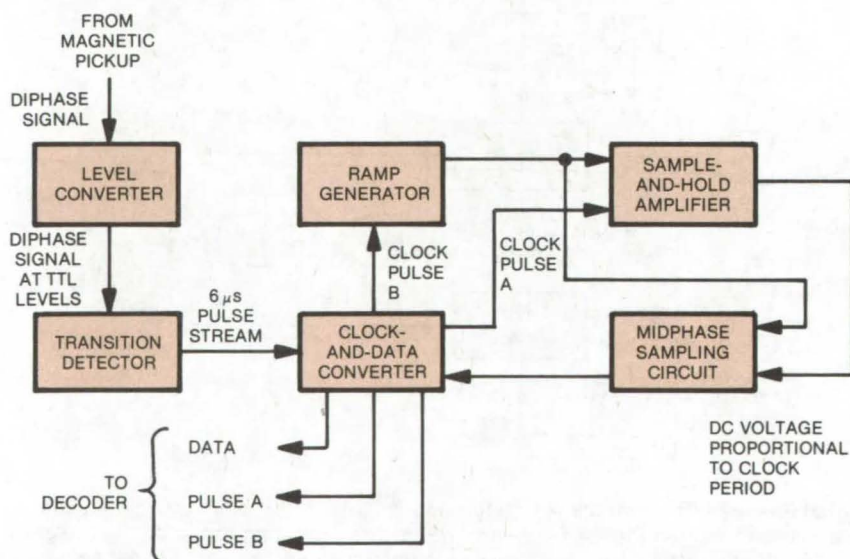 FROM
MAGNETIC
PICKUP
DIPHASE
SIGNAL
LEVEL
CONVERTER
RAMP
GENERATOR
SAMPLE-
AND-HOLD
AMPLIFIER
DIPHASE
SIGNAL
AT TTL
LEVELS
CLOCK
PULSE
B
CLOCK
PULSE
A
6 μs
PULSE
STREAM
TRANSITION
DETECTOR
CLOCK-
AND-DATA
CONVERTER
MIDPHASE
SAMPLING
CIRCUIT
DC VOLTAGE
PROPORTIONAL
TO CLOCK
PERIOD
TO
DECODER
DATA
PULSE A
PULSE B